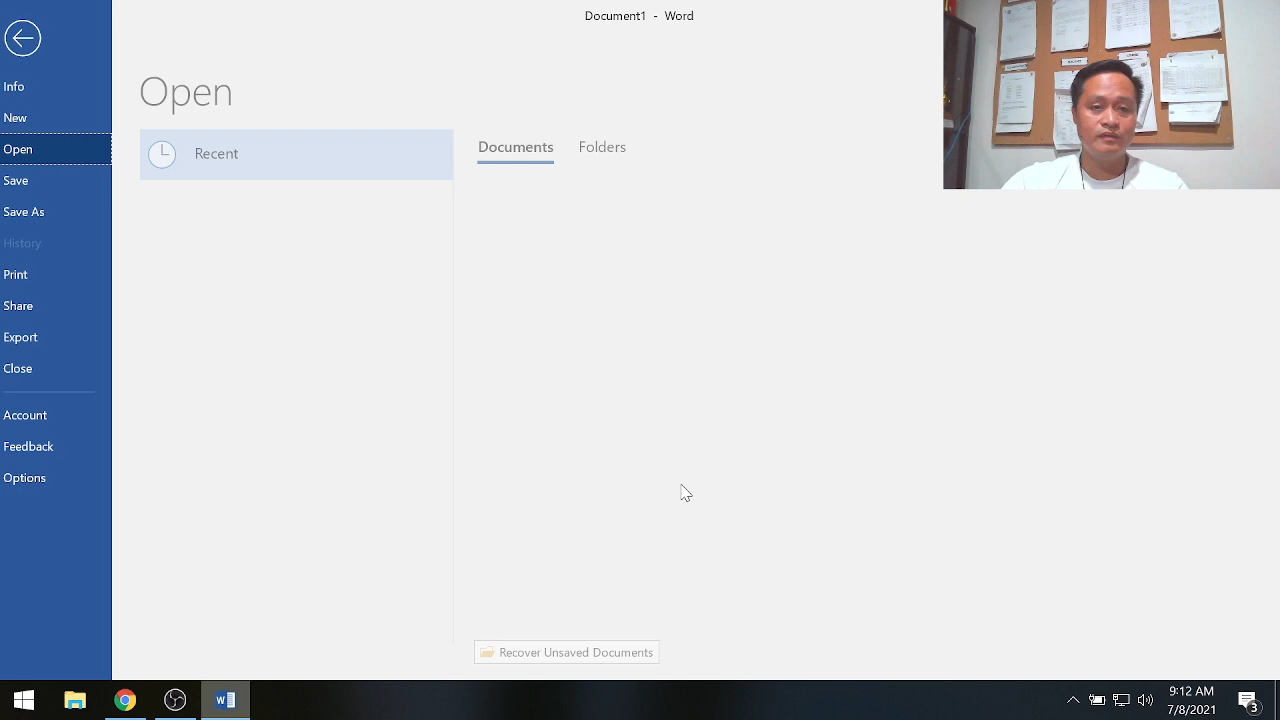 Document1 - Word
Info
New
Open
Save
Save As
History
Print
Share
Export
Close
Account
Feedback
Options
Open
Recent
Documents Folders
Recover Unsaved Documents
9:12 AM
7/8/2021
3